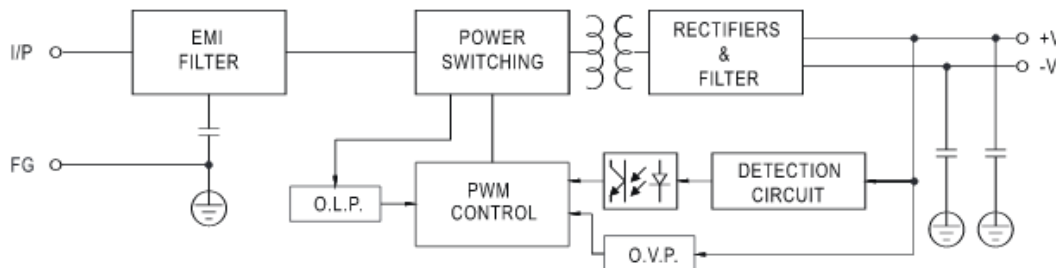 I/P
EMI
FILTER
POWER
SWITCHING
RECTIFIERS
&
FILTER
+V
-V
FG
O.L.P.
PWM
CONTROL
DETECTION
CIRCUIT
O.V.P.